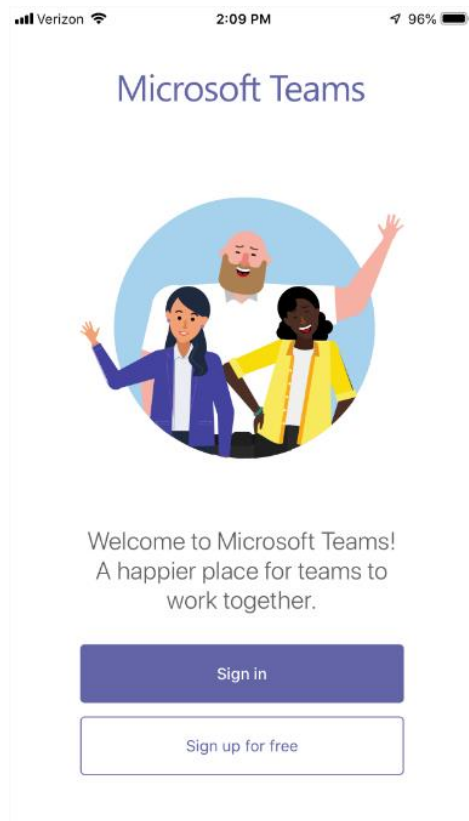 Verizon 2:09 PM 96%
Microsoft Teams
Welcome to Microsoft Teams!
A happier place for teams to
work together.
Sign in
Sign up for free